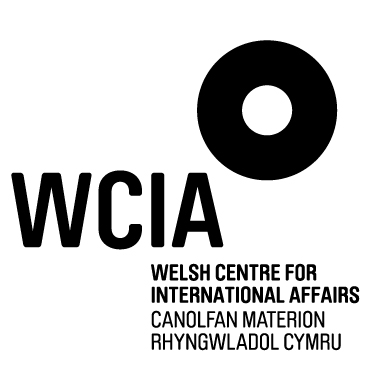 WCIA
WELSH CENTRE FOR
INTERNATIONAL AFFAIRS
CANOLFAN MATERION
RHYNGWLADOL CYMRU